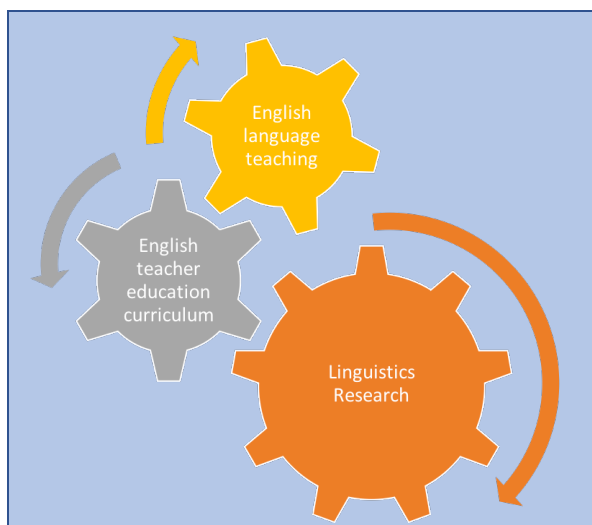 English
language
teaching
English
teacher
education
curriculum
Linguistics
Research